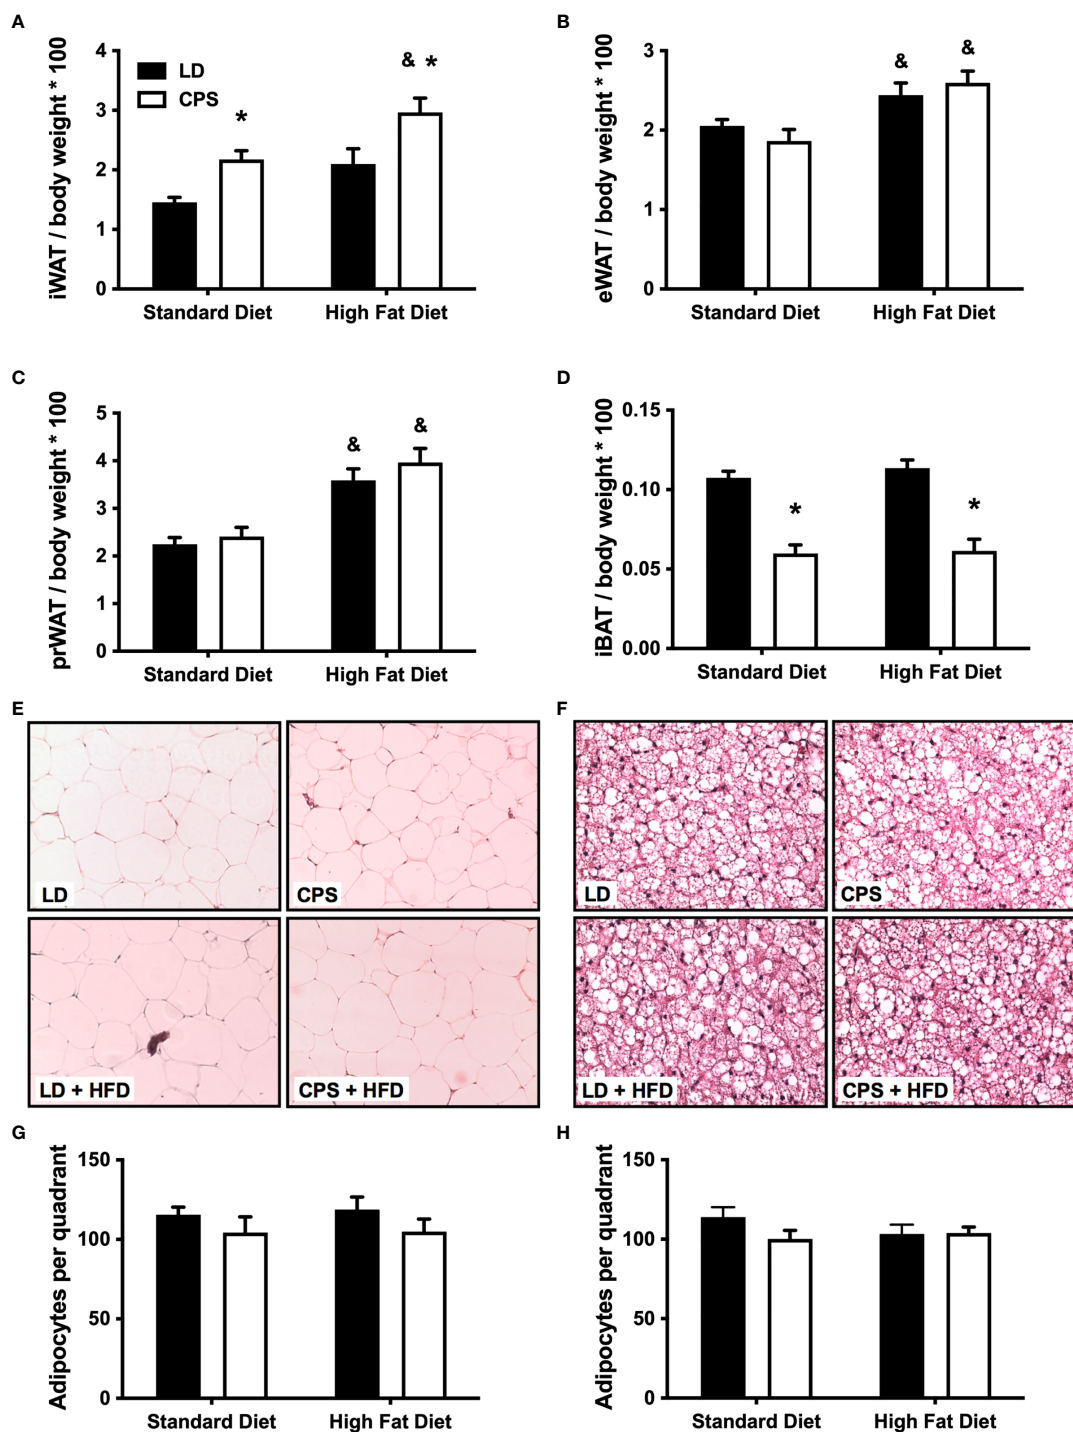 A
iWAT / body weight * 100
4
3
2
1
0
LD
CPS
*
& *
Standard Diet
High Fat Diet
B
eWAT / body weight * 100
3
2
1
0
&
&
Standard Diet
High Fat Diet
C
prWAT / body weight * 100
5
4
3
2
1
0
&
&
Standard Diet
High Fat Diet
D
iBAT / body weight * 100
0.15
0.10
0.05
0.00
*
*
Standard Diet
High Fat Diet
E
LD
CPS
LD + HFD
CPS + HFD
F
LD
CPS
LD + HFD
CPS + HFD
G
Adipocytes per quadrant
150
100
50
0
Standard Diet
High Fat Diet
H
Adipocytes per quadrant
150
100
50
0
Standard Diet
High Fat Diet